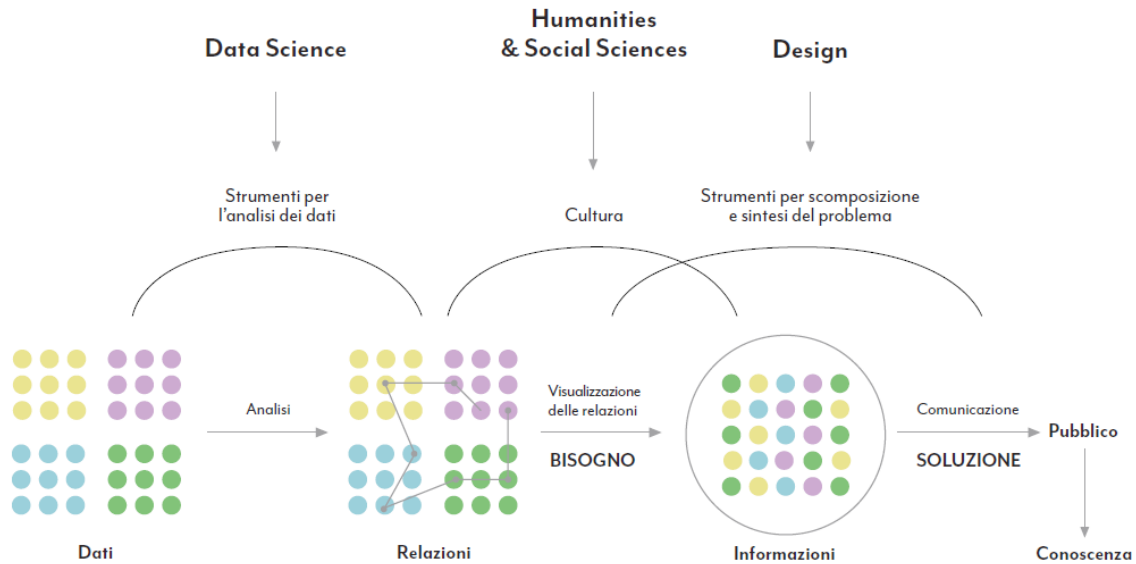 Data Science
Humanities
& Social Sciences
Design
Strumenti per
l'analisi dei dati
Cultura
Strumenti per scomposizione
e sintesi del problema
Analisi
Visualizzazione
delle relazioni
BISOGNO
Comunicazione
SOLUZIONE
Pubblico
Dati
Relazioni
Informazioni
Conoscenza